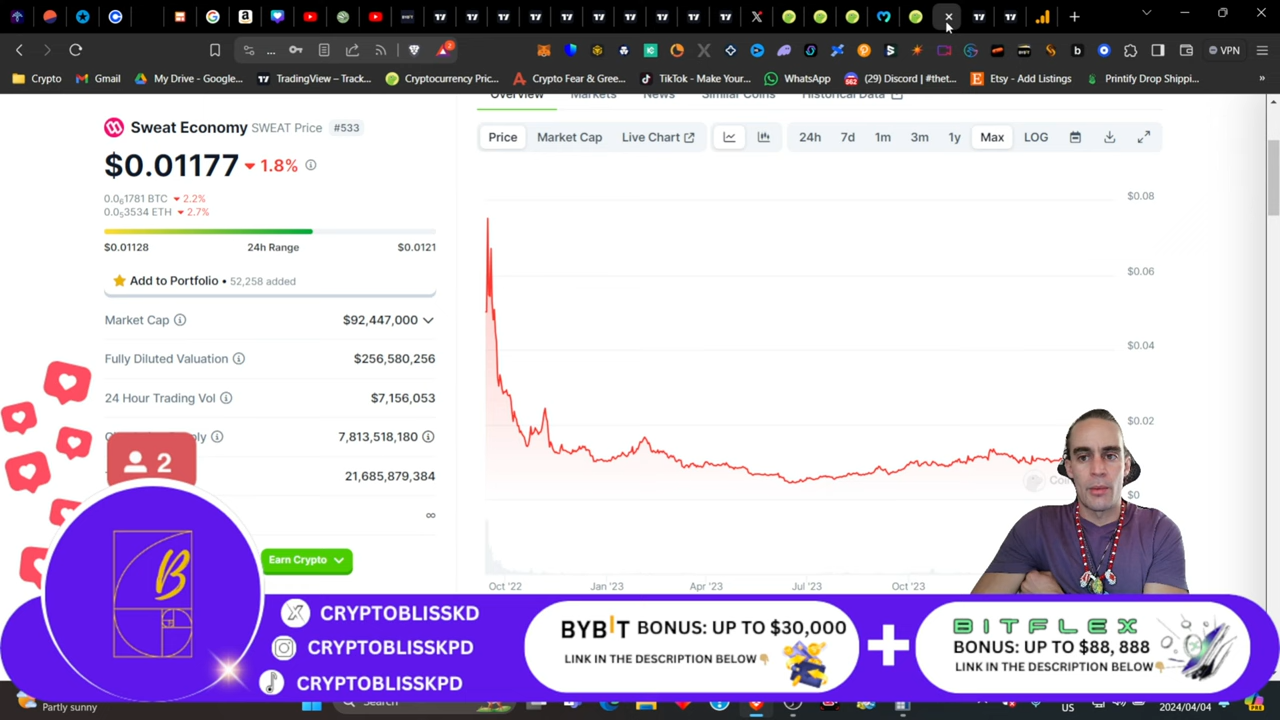 2
VPN
Crypto
Gmail
My Drive - Google...
TradingView – Track...
Cryptocurrency Pric...
Crypto Fear & Gree...
TikTok - Make Your...
WhatsApp
(29) Discord | #thet...
Etsy - Add Listings
Printify Drop Shippi...
Overview Markets News Similar Coins Historical Data
Sweat Economy SWEAT Price #533
$0.01177 1.8%
0.0₆1781 BTC 2.2%
0.0₅3534 ETH 2.7%
$0.01128 24h Range $0.0121
Add to Portfolio • 52,258 added
Market Cap $92,447,000
Fully Diluted Valuation $256,580,256
24 Hour Trading Vol $7,156,053
7,813,518,180
21,685,879,384
∞
Earn Crypto
Price Market Cap Live Chart 24h 7d 1m 3m 1y Max LOG
$0.08
$0.06
$0.04
$0.02
$0
Oct '22 Jan '23 Apr '23 Jul '23 Oct '23
2
B
CRYPTOBLISSKD
CRYPTOBLISSKPD
CRYPTOBLISSKPD
BYBIT BONUS: UP TO $30,000
LINK IN THE DESCRIPTION BELOW
BITFLEX
BONUS: UP TO $88, 888
LINK IN THE DESCRIPTION BELOW
Partly sunny
Search
US
2024/04/04